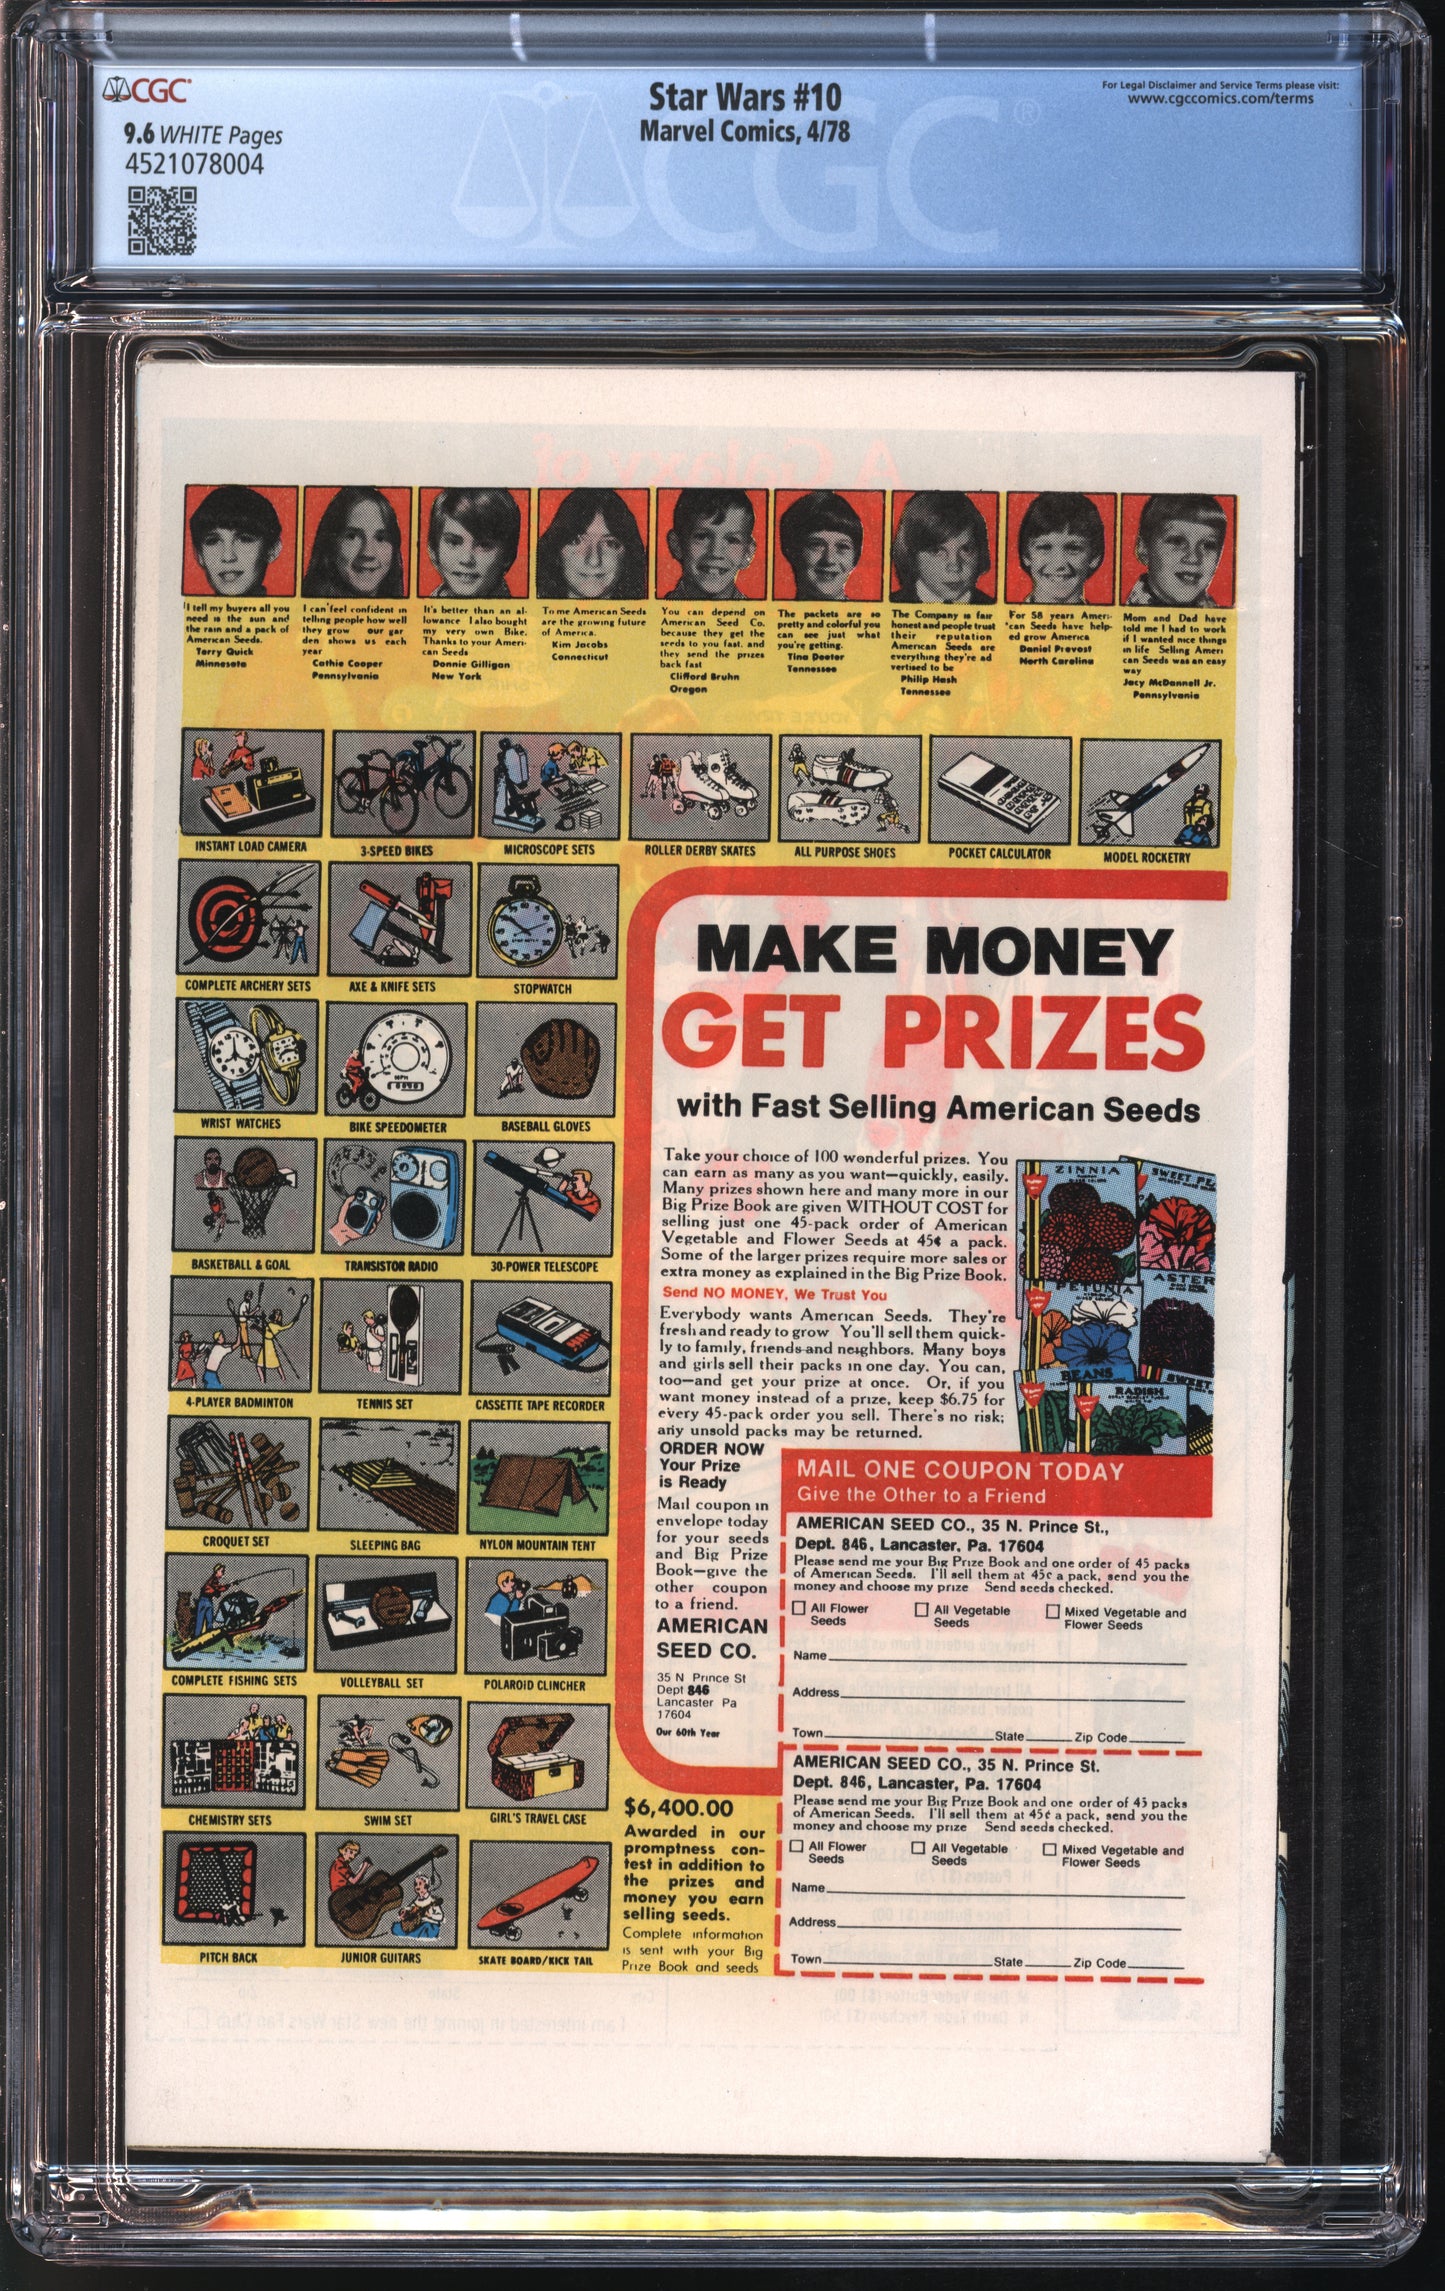 CGC
9.6 WHITE Pages
4521078004
Star Wars #10
Marvel Comics, 4/78
For Legal Disclaimer and Service Terms please visit:
www.cgccomics.com/terms
CGC
I tell my buyers all you
need is the sun and
the rain and a pack of
American Seeds.
Terry Quick
Minnesota
I can feel confident in
telling people how well
they grow our gar
den shows us each
year
Cathie Cooper
Pennsylvania
It's better than an al-
lowance I also bought
my very own Bike.
Thanks to your Ameri-
can Seeds
Donnie Gilligan
New York
To me American Seeds
are the growing future
of America.
Kim Jacobs
Connecticut
You can depend on
American Seed Co.
because they get the
seeds to you fast, and
they send the prizes
back fast
Clifford Bruhn
Oregon
The packets are so
pretty and colorful you
can see just what
you're getting.
Tina Deeter
Tennessee
The Company is fair
honest and people trust
their reputation
American Seeds are
everything they're ad
vertised to be
Philip Hash
Tennessee
For 58 years Ameri-
can Seeds have help-
ed grow America
Daniel Prevost
North Carolina
Mom and Dad have
told me I had to work
if I wanted nice things
in life Selling Ameri
can Seeds was an easy
way
Jacy McDannell Jr.
Pennsylvania
INSTANT LOAD CAMERA
3-SPEED BIKES
MICROSCOPE SETS
ROLLER DERBY SKATES
ALL PURPOSE SHOES
POCKET CALCULATOR
MODEL ROCKETRY
COMPLETE ARCHERY SETS
AXE & KNIFE SETS
STOPWATCH
WRIST WATCHES
BIKE SPEEDOMETER
BASEBALL GLOVES
BASKETBALL & GOAL
TRANSISTOR RADIO
30-POWER TELESCOPE
4-PLAYER BADMINTON
TENNIS SET
CASSETTE TAPE RECORDER
CROQUET SET
SLEEPING BAG
NYLON MOUNTAIN TENT
COMPLETE FISHING SETS
VOLLEYBALL SET
POLAROID CLINCHER
CHEMISTRY SETS
SWIM SET
GIRL'S TRAVEL CASE
PITCH BACK
JUNIOR GUITARS
SKATE BOARD/KICK TAIL
MAKE MONEY
GET PRIZES
with Fast Selling American Seeds
Take your choice of 100 wonderful prizes. You
can earn as many as you want—quickly, easily.
Many prizes shown here and many more in our
Big Prize Book are given WITHOUT COST for
selling just one 45-pack order of American
Vegetable and Flower Seeds at 45¢ a pack.
Some of the larger prizes require more sales or
extra money as explained in the Big Prize Book.
Send NO MONEY, We Trust You
Everybody wants American Seeds. They're
fresh and ready to grow You'll sell them quick-
ly to family, friends and neighbors. Many boys
and girls sell their packs in one day. You can,
too—and get your prize at once. Or, if you
want money instead of a prize, keep $6.75 for
every 45-pack order you sell. There's no risk;
any unsold packs may be returned.
ZINNIA
SWEET PE
PETUNIA
ASTER
BEANS
RADISH
SWEET
ORDER NOW
Your Prize
is Ready
Mail coupon in
envelope today
for your seeds
and Big Prize
Book—give the
other coupon
to a friend.
AMERICAN
SEED CO.
35 N Prince St
Dept 846
Lancaster Pa
17604
Our 60th Year
MAIL ONE COUPON TODAY
Give the Other to a Friend
AMERICAN SEED CO., 35 N. Prince St.,
Dept. 846, Lancaster, Pa. 17604
Please send me your Big Prize Book and one order of 45 packs
of American Seeds. I'll sell them at 45¢ a pack, send you the
money and choose my prize Send seeds checked.
All Flower Seeds
All Vegetable Seeds
Mixed Vegetable and Flower Seeds
Name
Address
Town State Zip Code
AMERICAN SEED CO., 35 N. Prince St.
Dept. 846, Lancaster, Pa. 17604
Please send me your Big Prize Book and one order of 45 packs
of American Seeds. I'll sell them at 45¢ a pack, send you the
money and choose my prize Send seeds checked.
All Flower Seeds
All Vegetable Seeds
Mixed Vegetable and Flower Seeds
Name
Address
Town State Zip Code
$6,400.00
Awarded in our
promptness con-
test in addition to
the prizes and
money you earn
selling seeds.
Complete information
is sent with your Big
Prize Book and seeds